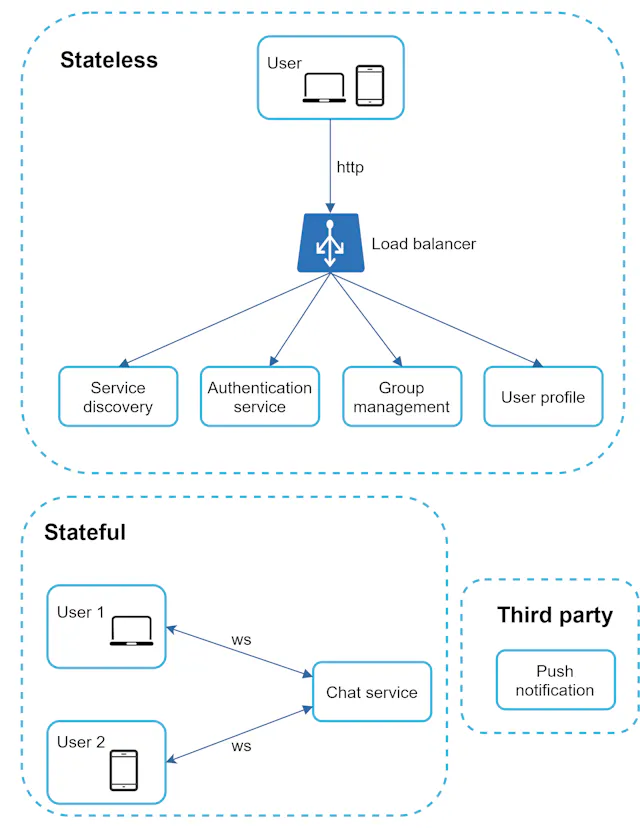 Stateless
User
http
Load balancer
Service
discovery
Authentication
service
Group
management
User profile
Stateful
User 1
ws
Chat service
User 2
ws
Third party
Push
notification